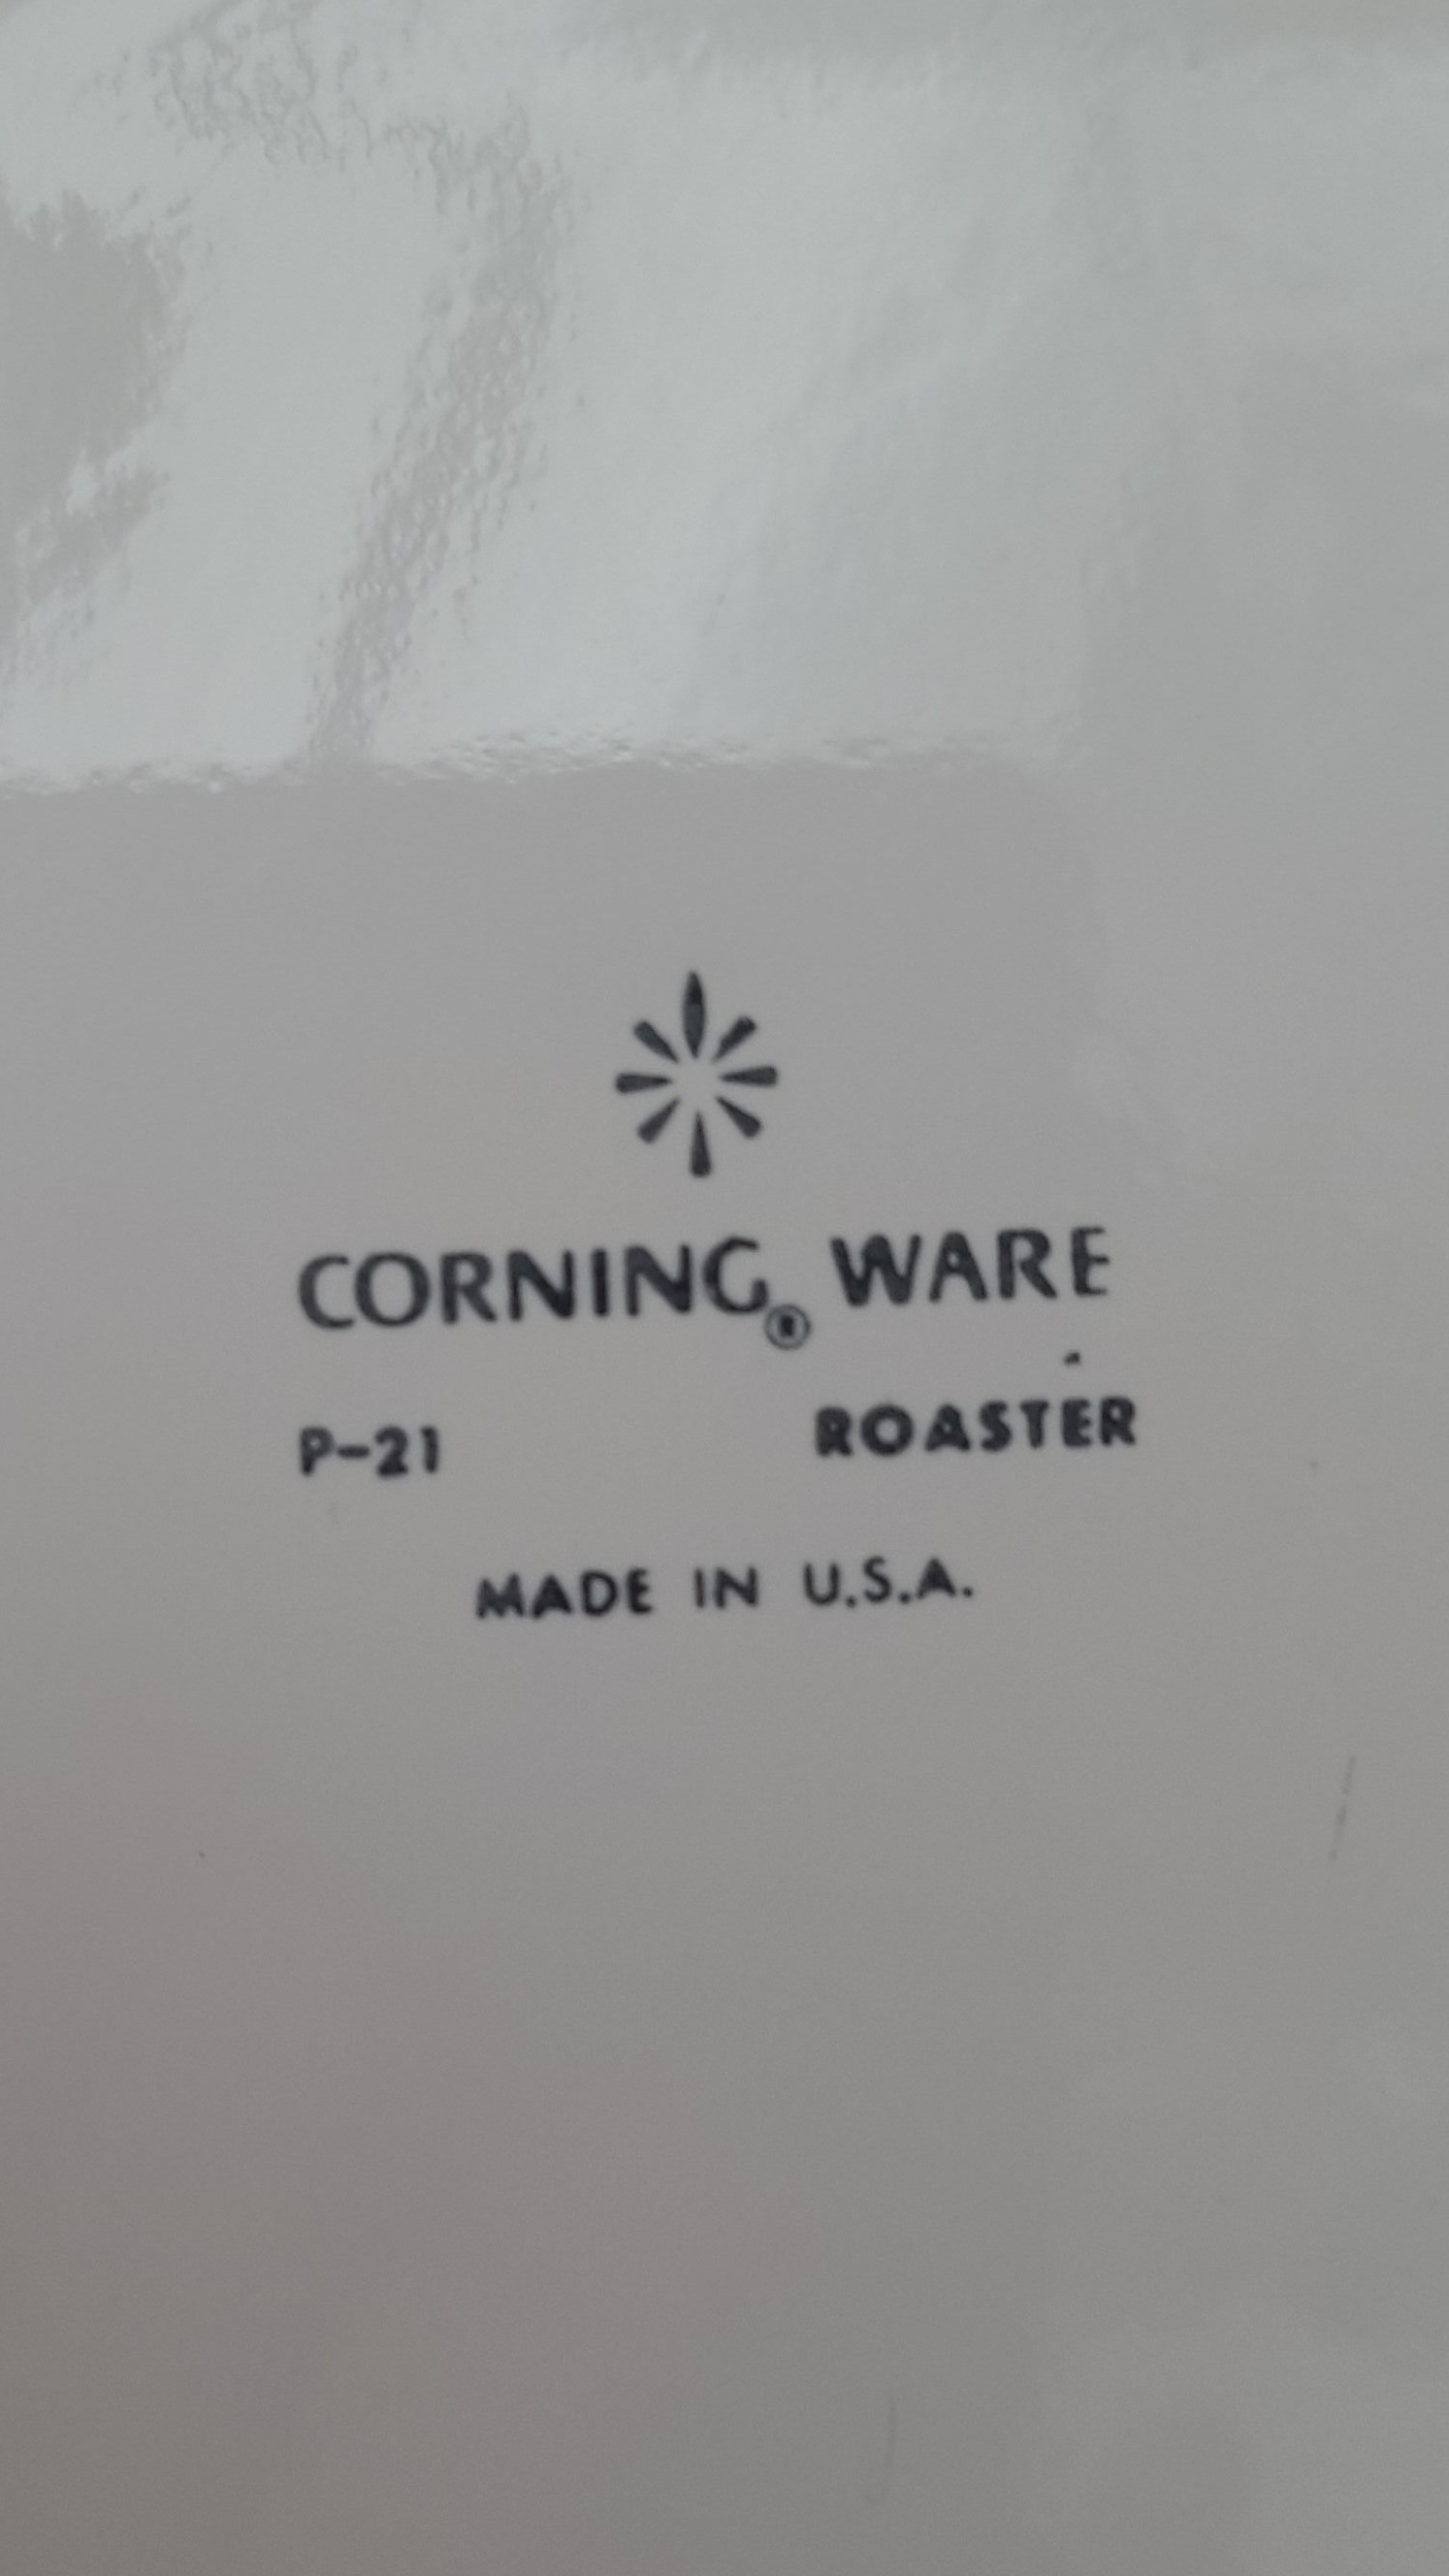 CORNING® WARE
P-21 ROASTER
MADE IN U.S.A.